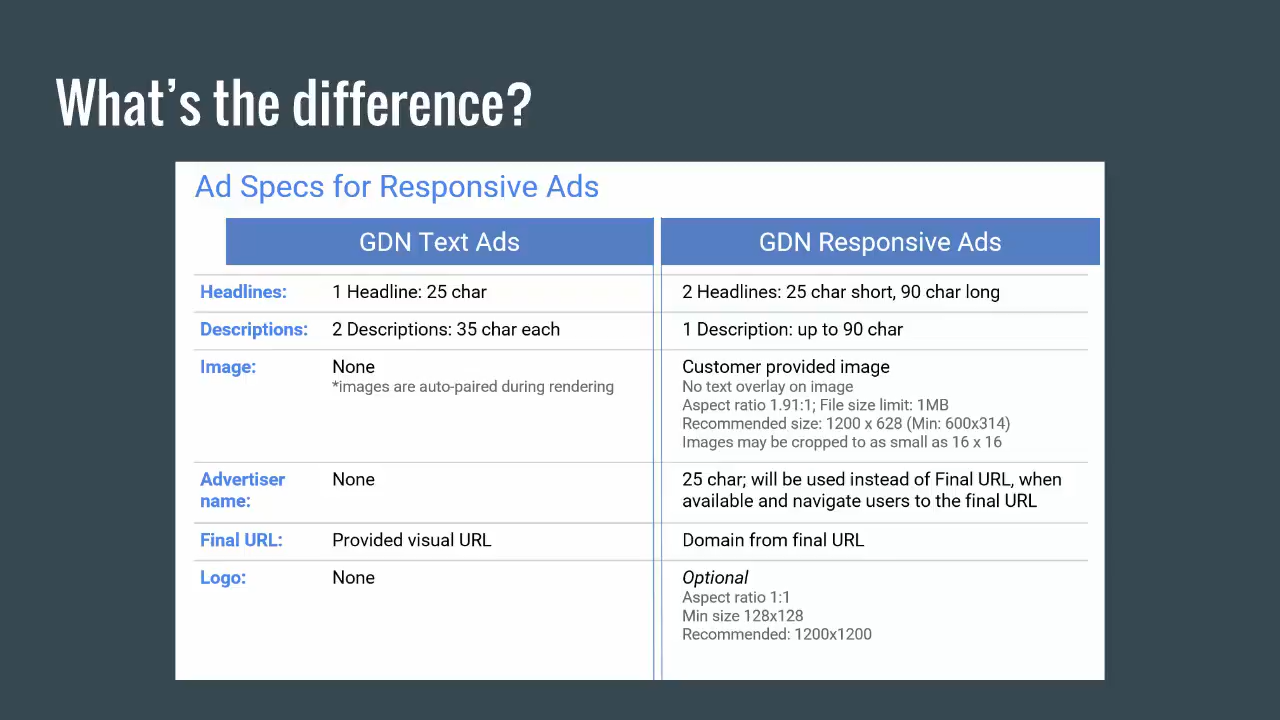 What's the difference?
Ad Specs for Responsive Ads
GDN Text Ads
GDN Responsive Ads
Headlines:
1 Headline: 25 char
2 Headlines: 25 char short, 90 char long
Descriptions:
2 Descriptions: 35 char each
1 Description: up to 90 char
Image:
None
*images are auto-paired during rendering
Customer provided image
No text overlay on image
Aspect ratio 1.91:1; File size limit: 1MB
Recommended size: 1200 x 628 (Min: 600x314)
Images may be cropped to as small as 16 x 16
Advertiser
name:
None
25 char; will be used instead of Final URL, when
available and navigate users to the final URL
Final URL:
Provided visual URL
Domain from final URL
Logo:
None
Optional
Aspect ratio 1:1
Min size 128x128
Recommended: 1200x1200